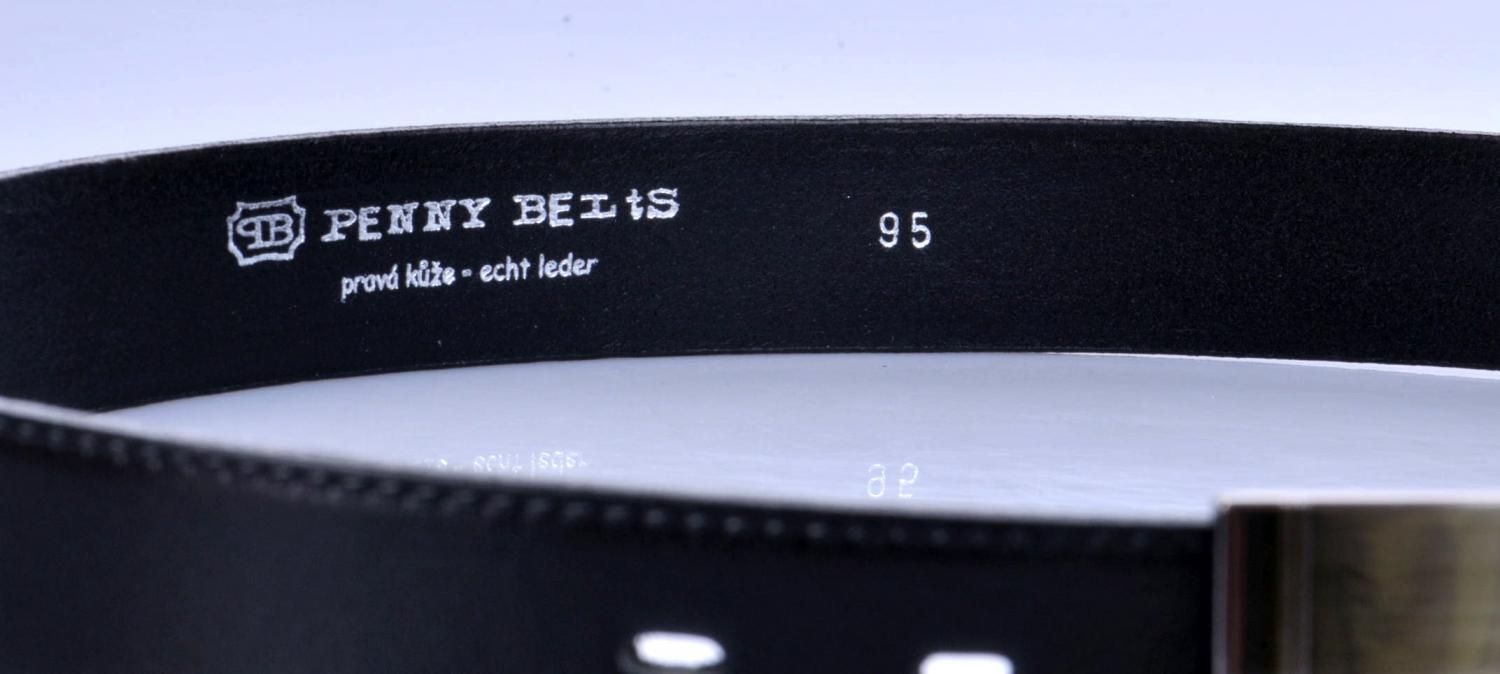 PB PENNY BELtS 95
pravá kůže - echt leder